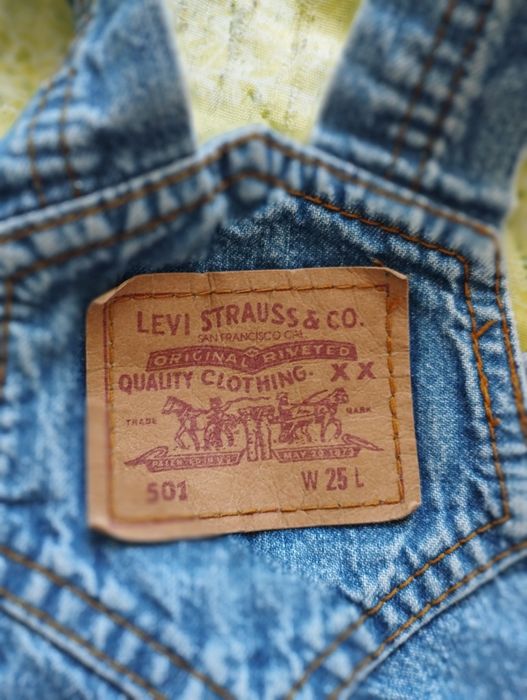 LEVI STRAUSS & CO.
SAN FRANCISCO CAL
ORIGINAL RIVETED
QUALITY CLOTHING. XX
TRADE MARK
MAY 20 1873
501 W 25 L